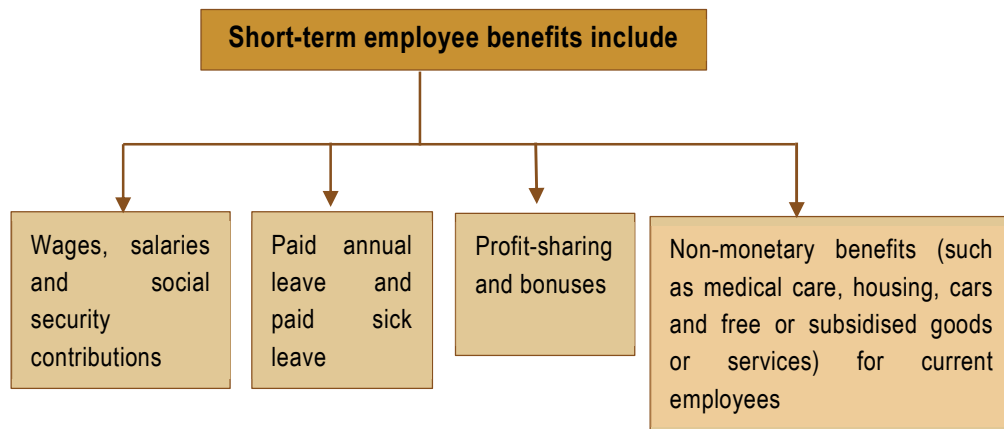 Short-term employee benefits include
Wages, salaries
and social
security
contributions
Paid annual
leave and
paid sick
leave
Profit-sharing
and bonuses
Non-monetary benefits (such
as medical care, housing, cars
and free or subsidised goods
or services) for current
employees